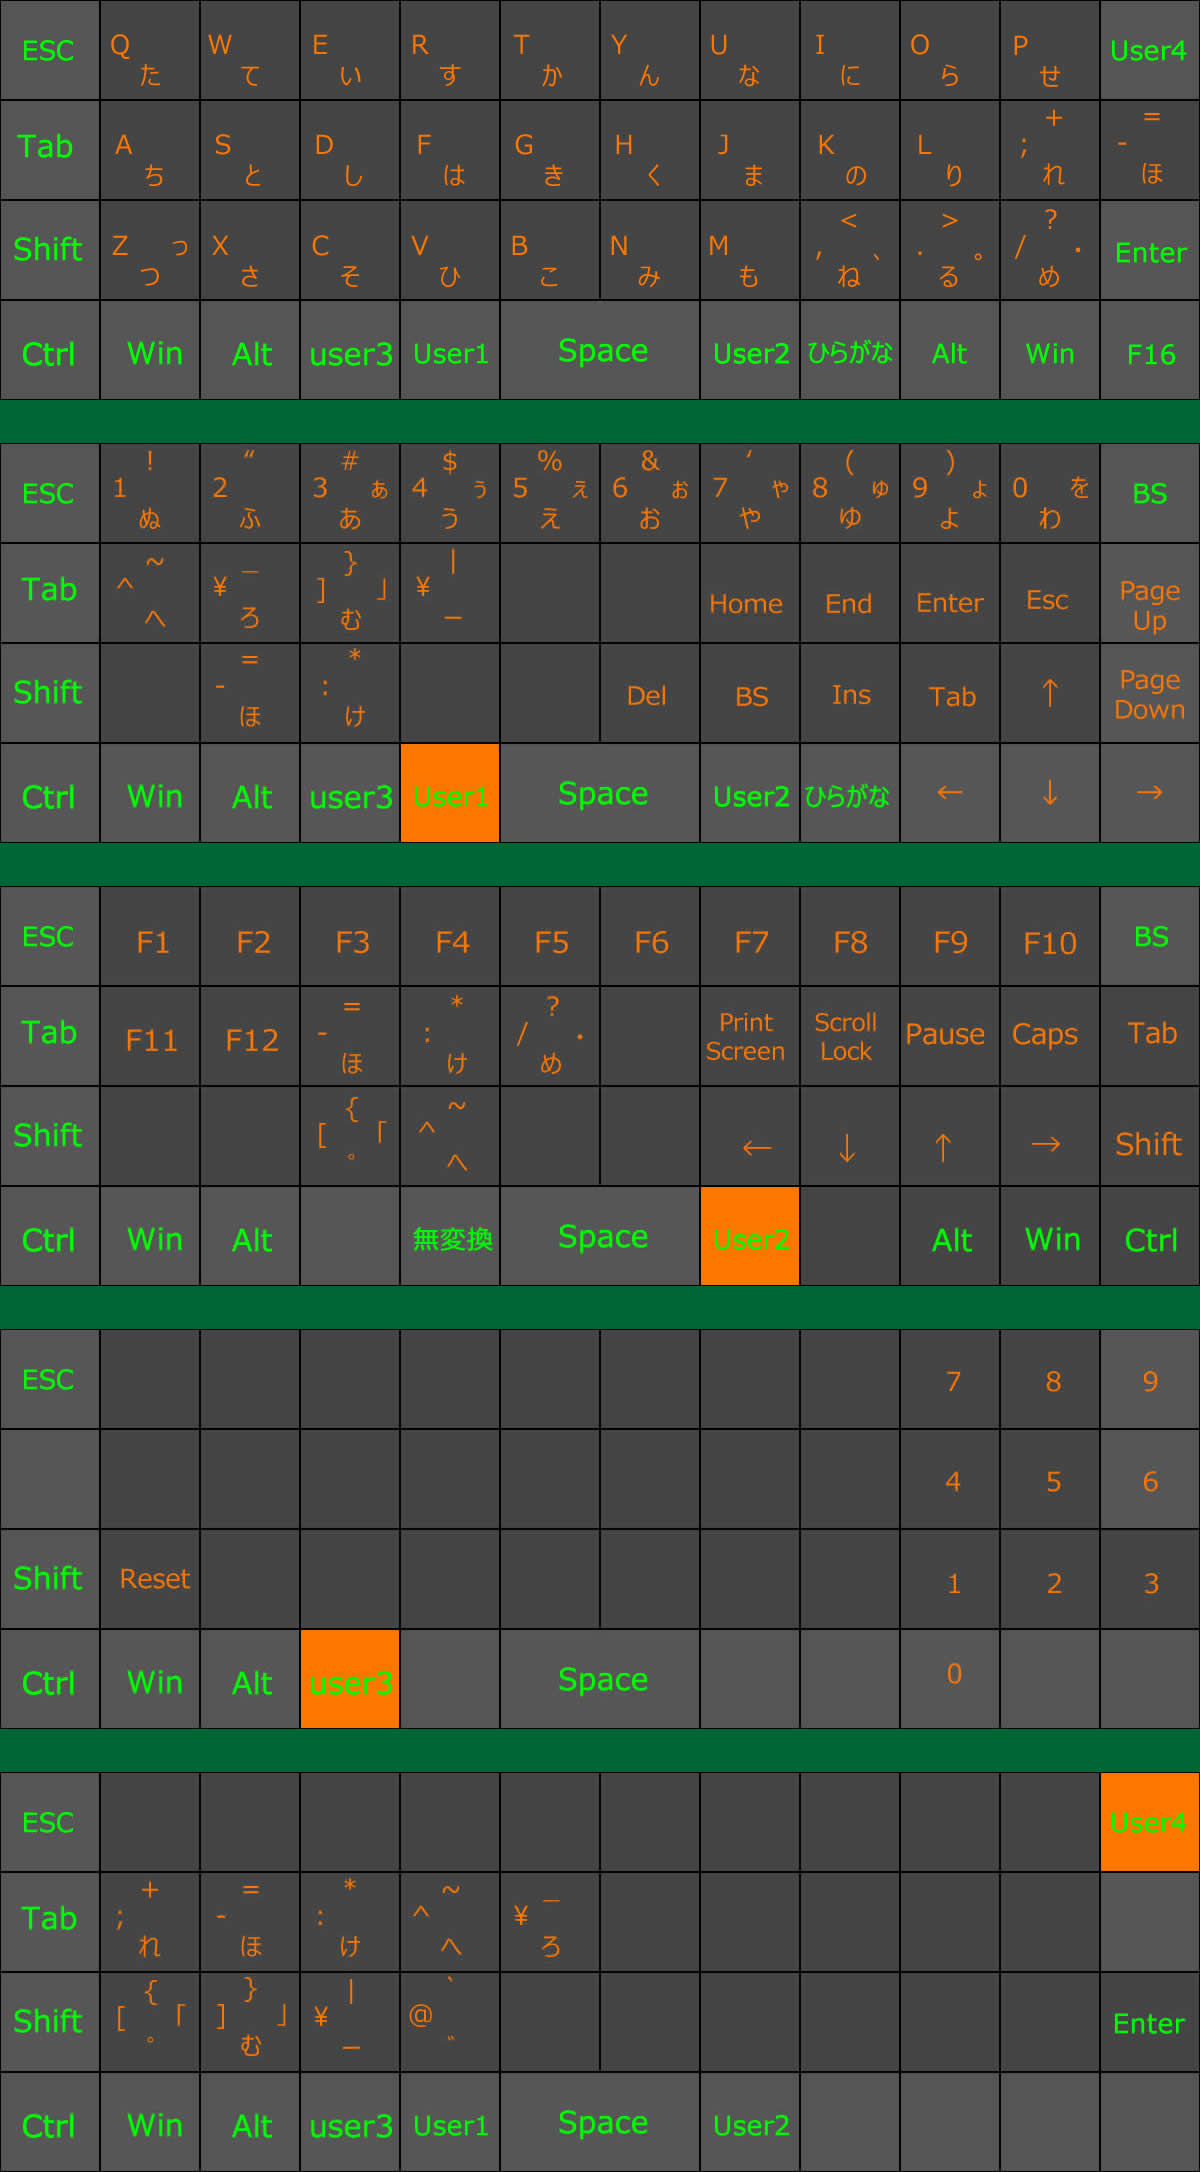 ESC Q た W て E い R す T か Y ん U な I に O ら P せ User4
Tab A ち S と D し F は G き H く J ま K の L り + ; れ = - ほ
Shift Z っ つ X さ C そ V ひ B こ N み M も < , 、 ね > . 。 る ? / ・ め Enter
Ctrl Win Alt user3 User1 Space User2 ひらがな Alt Win F16
ESC ! 1 ぬ “ 2 ふ # 3 ぁ あ $ 4 ぅ う % 5 ぇ え & 6 ぉ お ‘ 7 ゃ や ( 8 ゅ ゆ ) 9 ょ よ 0 を わ BS
Tab ~ ^ へ _ ¥ ろ } ] 」 む | ¥ ー Home End Enter Esc Page Up
Shift = - ほ * : け Del BS Ins Tab ↑ Page Down
Ctrl Win Alt user3 User1 Space User2 ひらがな ← ↓ →
ESC F1 F2 F3 F4 F5 F6 F7 F8 F9 F10 BS
Tab F11 F12 = - ほ * : け ? / ・ め Print Screen Scroll Lock Pause Caps Tab
Shift { [ 「 ゜ ~ ^ へ ← ↓ ↑ → Shift
Ctrl Win Alt 無変換 Space User2 Alt Win Ctrl
ESC 7 8 9
4 5 6
Shift Reset 1 2 3
Ctrl Win Alt user3 Space 0
ESC User4
Tab + ; れ = - ほ * : け ~ ^ へ _ ¥ ろ
Shift { [ 「 ゜ } ] 」 む | ¥ ー ` @ ゛ Enter
Ctrl Win Alt user3 User1 Space User2